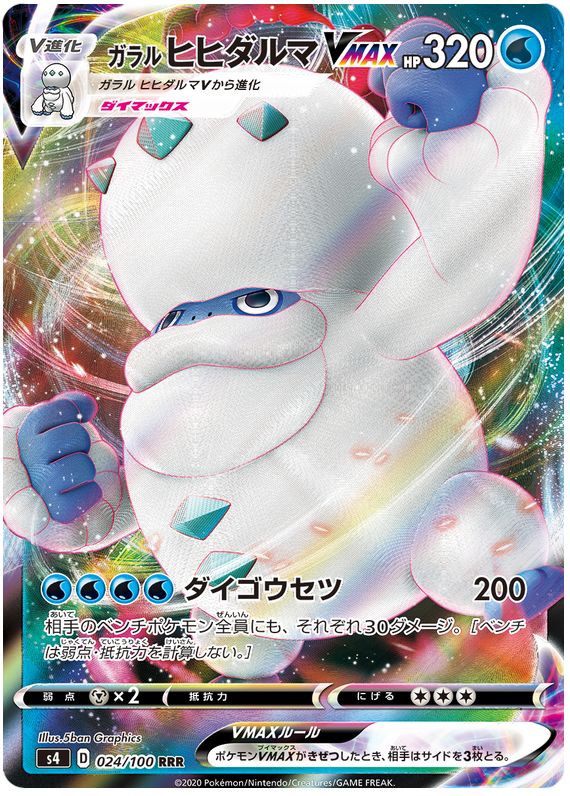 V進化
ガラル ヒヒダルマVMAX HP 320
ガラル ヒヒダルマVから進化
ダイマックス
ダイゴウセツ 200
相手のベンチポケモン全員にも、それぞれ30ダメージ。[ベンチ
は弱点・抵抗力を計算しない。]
弱点 ×2 抵抗力 にげる
Illus. 5ban Graphics
VMAXルール
ポケモンVMAXがきぜつしたとき、相手はサイドを3枚とる。
s4 D 024/100 RRR
©2020 Pokémon/Nintendo/Creatures/GAME FREAK.